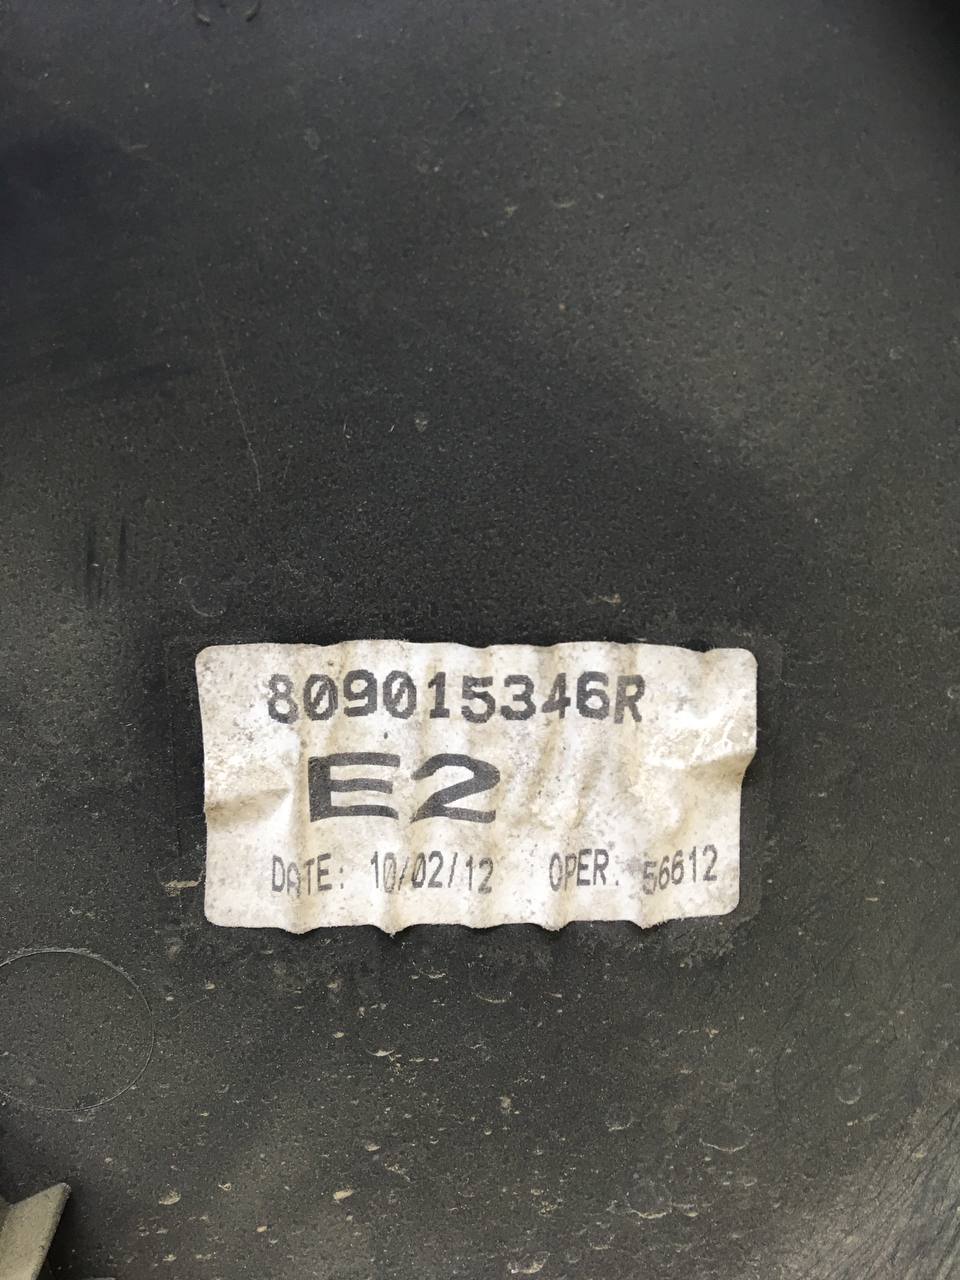 809015346R
E2
DATE: 10/02/12 OPER. 56612